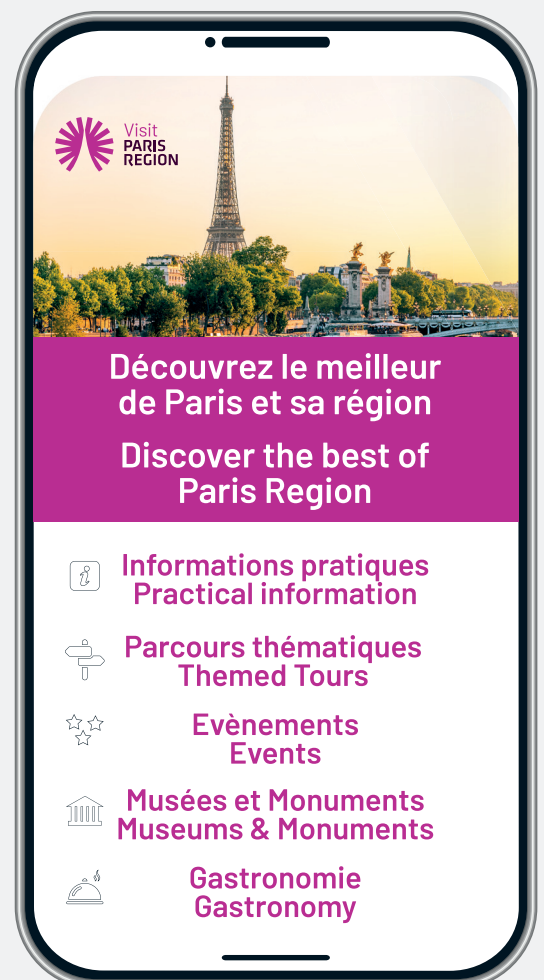 Visit
PARIS
REGION
Découvrez le meilleur
de Paris et sa région
Discover the best of
Paris Region
i
Informations pratiques
Practical information
Parcours thématiques
Themed Tours
Evènements
Events
Musées et Monuments
Museums & Monuments
Gastronomie
Gastronomy